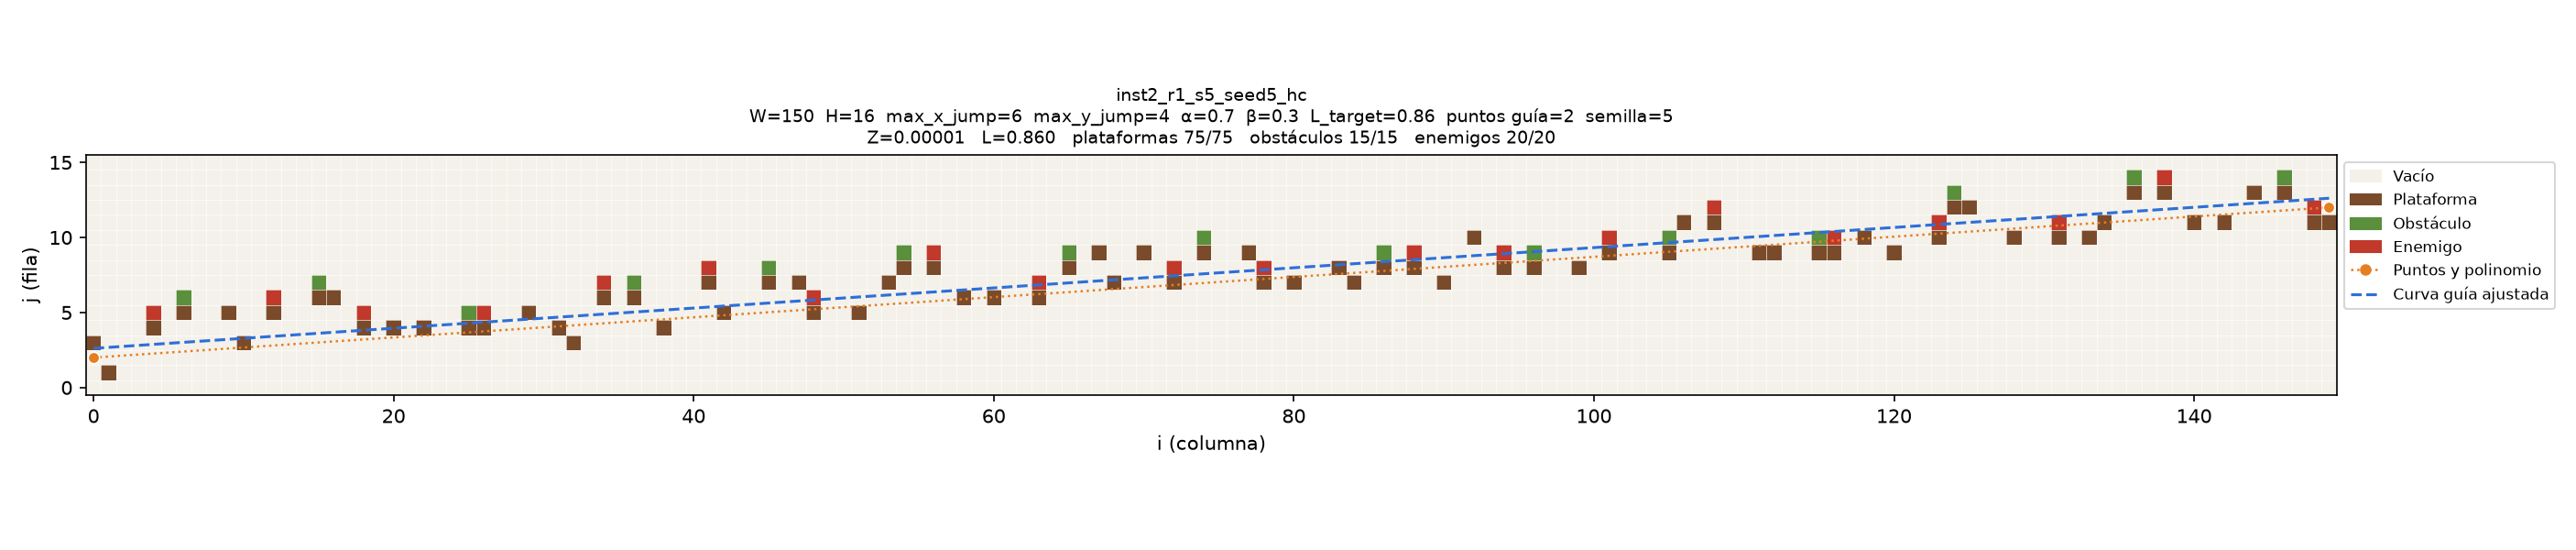 inst2_r1_s5_seed5_hc
W=150  H=16  max_x_jump=6  max_y_jump=4  α=0.7  β=0.3  L_target=0.86  puntos guía=2  semilla=5
Z=0.00001   L=0.860   plataformas 75/75   obstáculos 15/15   enemigos 20/20
15
10
5
0
j (fila)
0 20 40 60 80 100 120 140
i (columna)
Vacío
Plataforma
Obstáculo
Enemigo
Puntos y polinomio
Curva guía ajustada